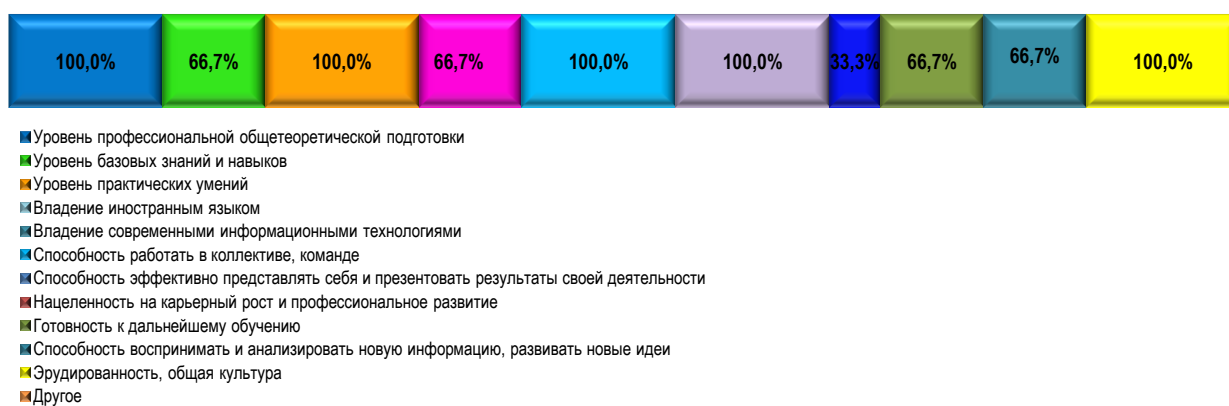 100,0% 66,7% 100,0% 66,7% 100,0% 100,0% 33,3% 66,7% 66,7% 100,0%
Уровень профессиональной общетеоретической подготовки
Уровень базовых знаний и навыков
Уровень практических умений
Владение иностранным языком
Владение современными информационными технологиями
Способность работать в коллективе, команде
Способность эффективно представлять себя и презентовать результаты своей деятельности
Нацеленность на карьерный рост и профессиональное развитие
Готовность к дальнейшему обучению
Способность воспринимать и анализировать новую информацию, развивать новые идеи
Эрудированность, общая культура
Другое